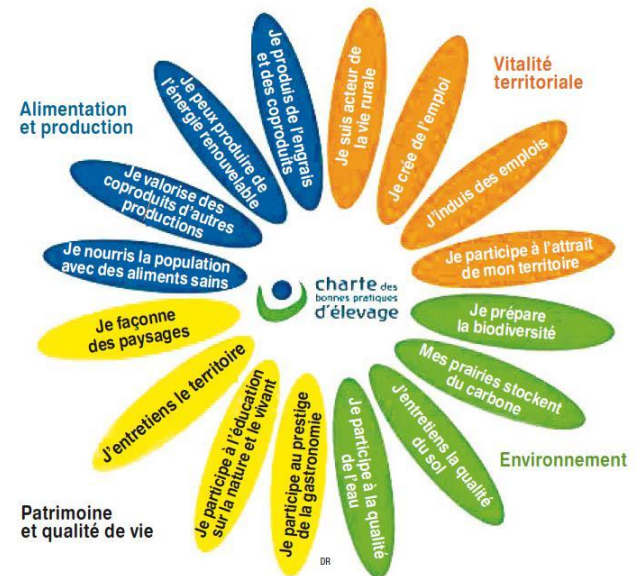 Alimentation
et production
Je nourris la population
avec des aliments sains
Je valorise des
coproduits d'autres
productions
Je peux produire de
l'énergie renouvelable
Je produis de l'engrais
et des coproduits
Vitalité
territoriale
Je suis acteur de
la vie rurale
Je crée de l'emploi
J'induis des emplois
Je participe à l'attrait
de mon territoire
charte des
bonnes pratiques
d'élevage
Je prépare
la biodiversité
Mes prairies stockent
du carbone
J'entretiens la qualité
du sol
Je participe à la qualité
de l'eau
Environnement
Je façonne
des paysages
J'entretiens le territoire
Je participe à l'éducation
sur la nature et le vivant
Je participe au prestige
de la gastronomie
Patrimoine
et qualité de vie
DR